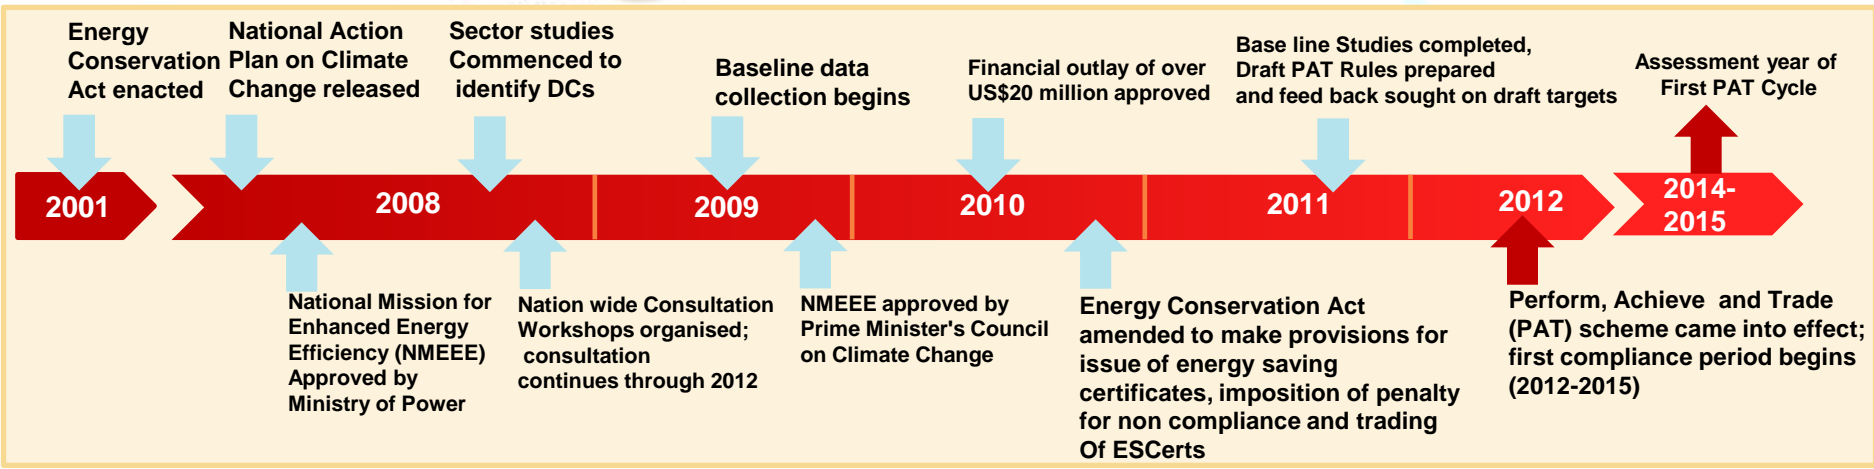 Energy
Conservation
Act enacted
National Action
Plan on Climate
Change released
Sector studies
Commenced to
identify DCs
Baseline data
collection begins
Financial outlay of over
US$20 million approved
Base line Studies completed,
Draft PAT Rules prepared
and feed back sought on draft targets
Assessment year of
First PAT Cycle
2001
2008
2009
2010
2011
2012
2014-
2015
National Mission for
Enhanced Energy
Efficiency (NMEEE)
Approved by
Ministry of Power
Nation wide Consultation
Workshops organised;
consultation
continues through 2012
NMEEE approved by
Prime Minister's Council
on Climate Change
Energy Conservation Act
amended to make provisions for
issue of energy saving
certificates, imposition of penalty
for non compliance and trading
Of ESCerts
Perform, Achieve and Trade
(PAT) scheme came into effect;
first compliance period begins
(2012-2015)